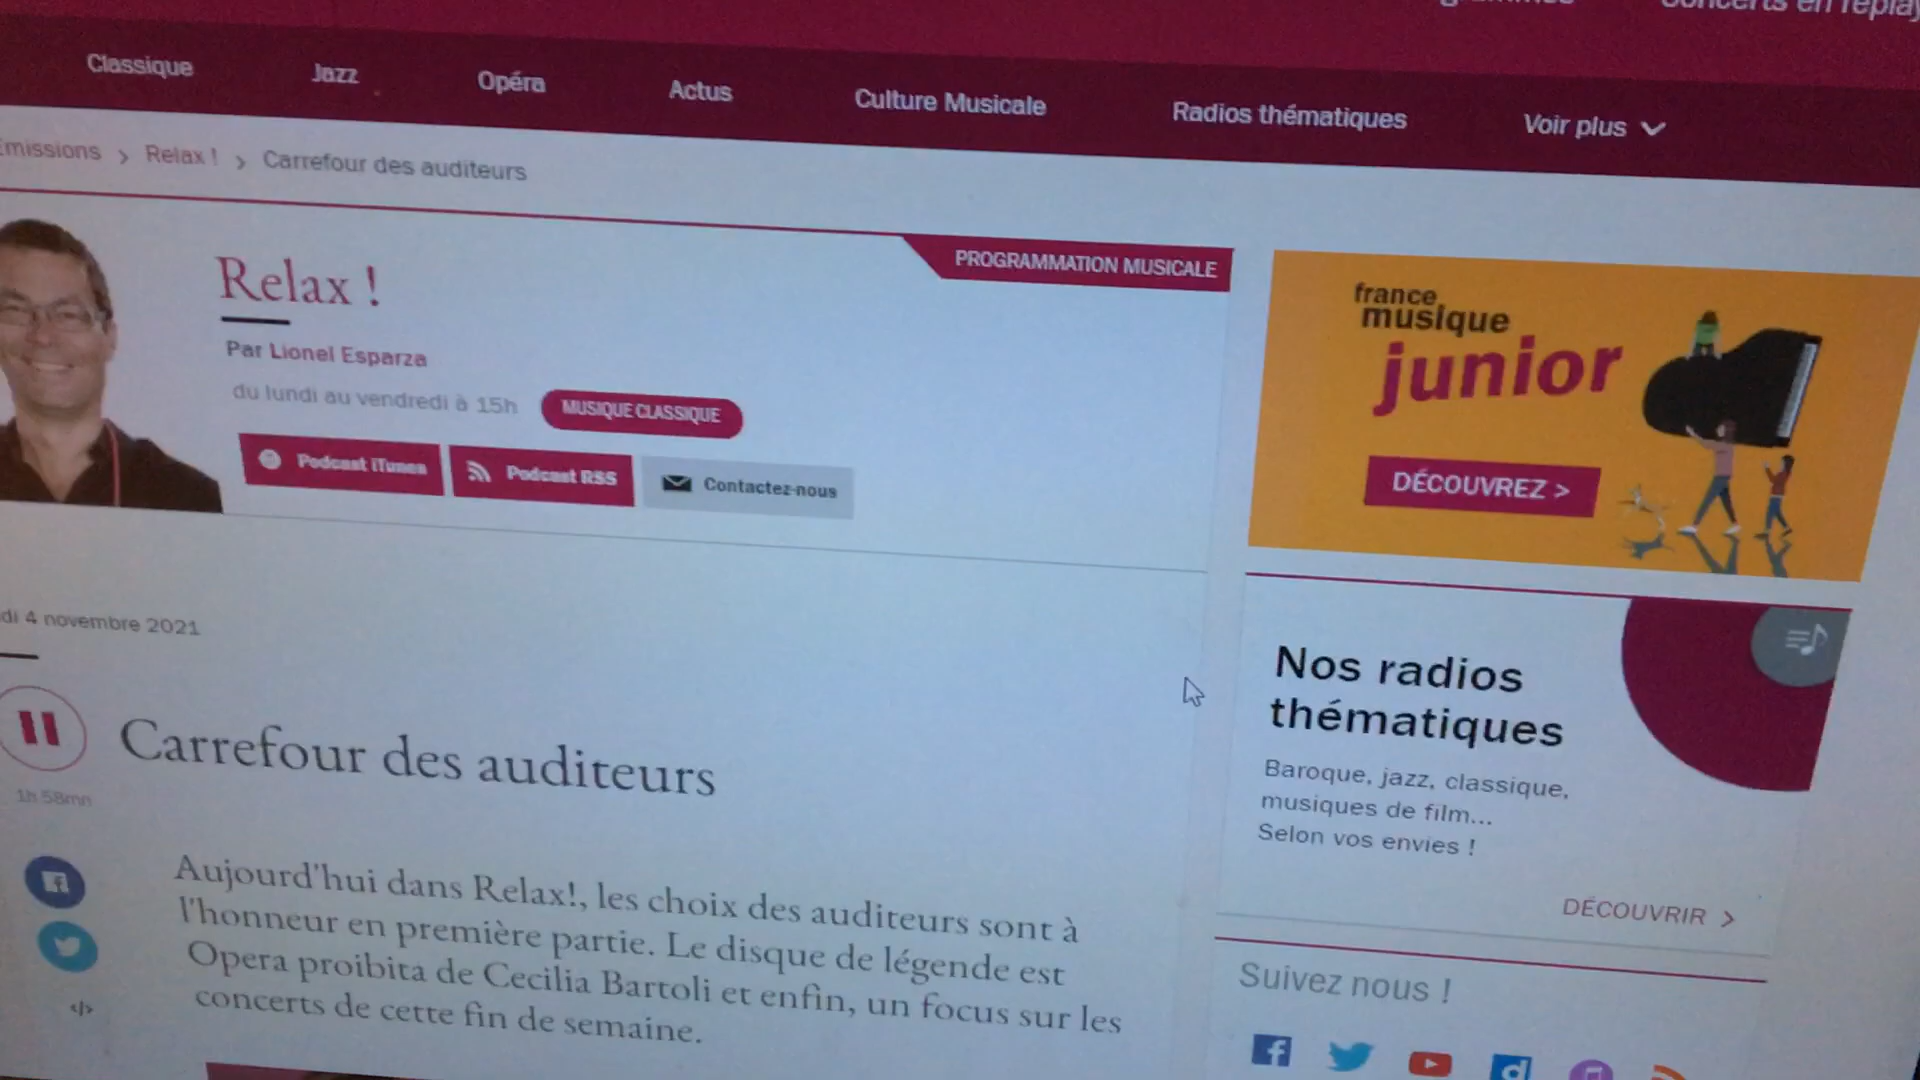 Concerts en replay
Classique
Jazz
Opéra
Actus
Culture Musicale
Radios thématiques
Voir plus
Relax !
Carrefour des auditeurs
PROGRAMMATION MUSICALE
Relax !
Par Lionel Esparza
du lundi au vendredi à 15h
MUSIQUE CLASSIQUE
Podcast iTunes
Podcast RSS
Contactez-nous
france
musique
junior
DÉCOUVREZ >
4 novembre 2021
Carrefour des auditeurs
1h 58mn
Aujourd'hui dans Relax!, les choix des auditeurs sont à
l'honneur en première partie. Le disque de légende est
Opera proibita de Cecilia Bartoli et enfin, un focus sur les
concerts de cette fin de semaine.
Nos radios
thématiques
Baroque, jazz, classique,
musiques de film...
Selon vos envies !
DÉCOUVRIR >
Suivez nous !